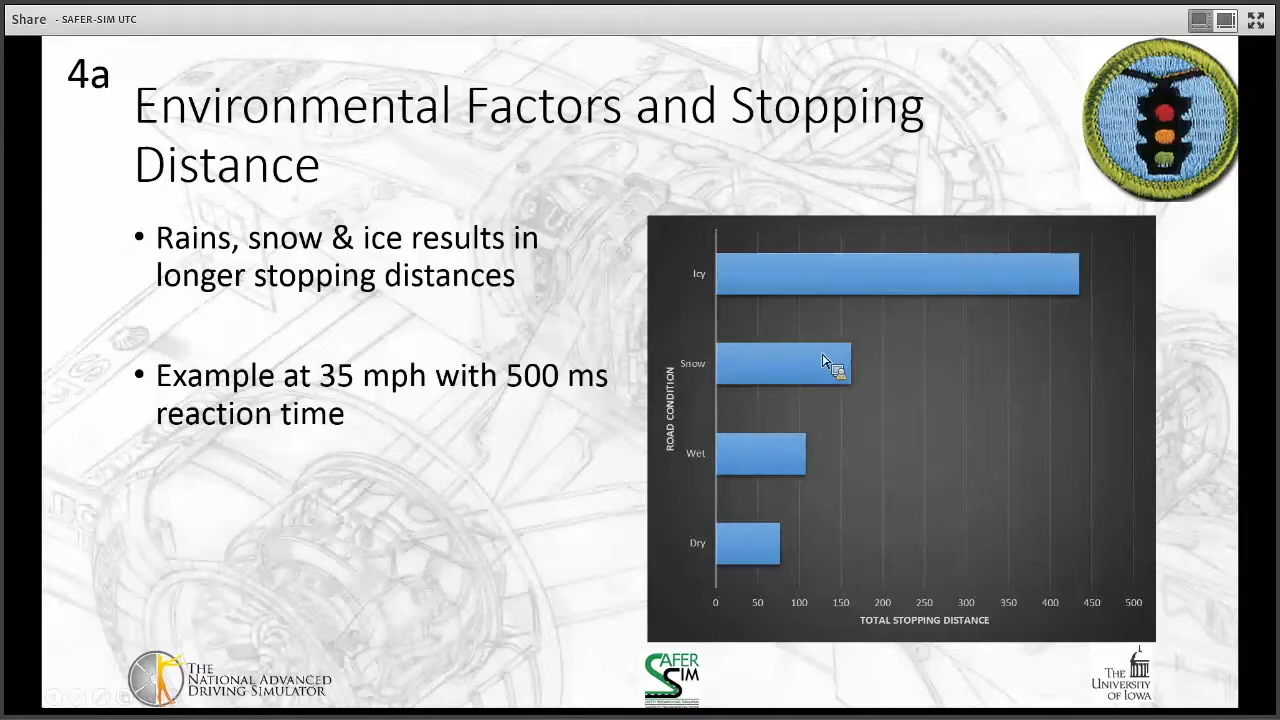 Share - SAFER-SIM UTC
4a
Environmental Factors and Stopping
Distance
• Rains, snow & ice results in
longer stopping distances
• Example at 35 mph with 500 ms
reaction time
ROAD CONDITION
Icy
Snow
Wet
Dry
0 50 100 150 200 250 300 350 400 450 500
TOTAL STOPPING DISTANCE
THE
NATIONAL ADVANCED
DRIVING SIMULATOR
SAFER
SIM
THE
UNIVERSITY
OF IOWA